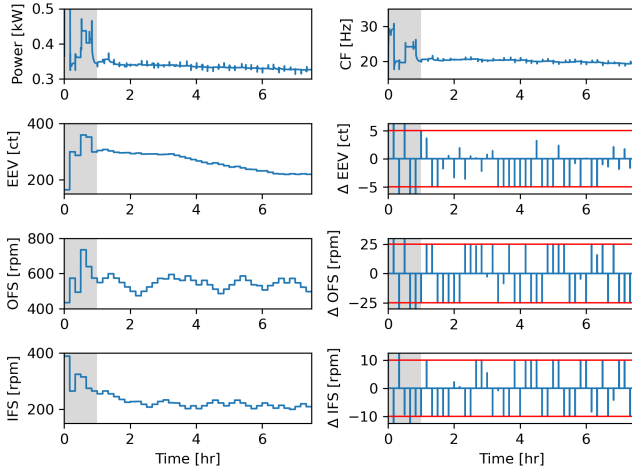 0.5
0.4
0.3
Power [kW]
0 2 4 6
30
20
CF [Hz]
0 2 4 6
400
200
EEV [ct]
0 2 4 6
5
0
−5
Δ EEV [ct]
0 2 4 6
800
600
400
OFS [rpm]
0 2 4 6
25
0
−25
Δ OFS [rpm]
0 2 4 6
400
200
IFS [rpm]
0 2 4 6
Time [hr]
10
0
−10
Δ IFS [rpm]
0 2 4 6
Time [hr]